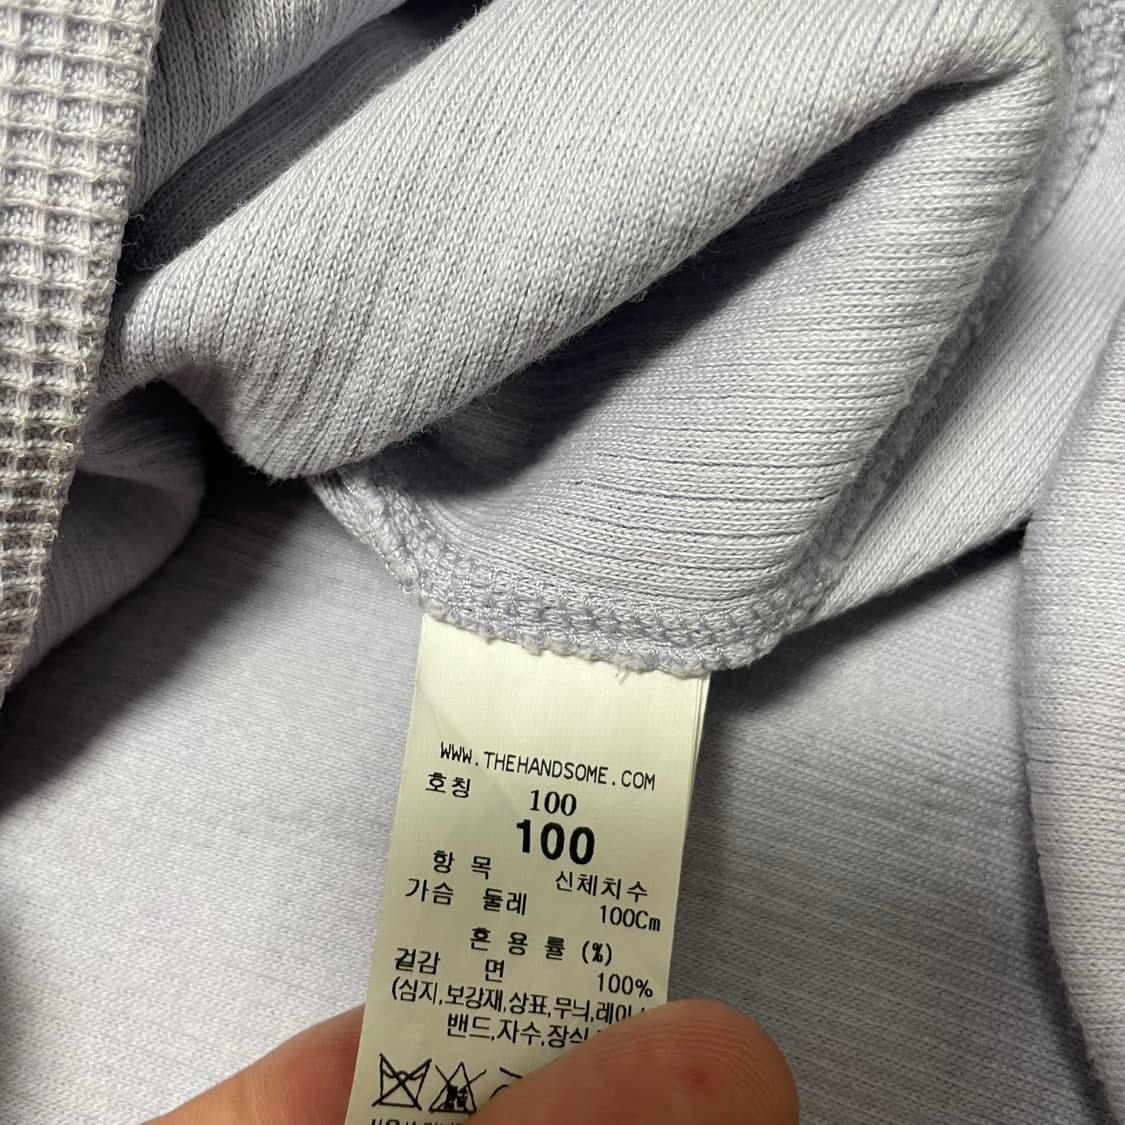 WWW.THEHANDSOME.COM
호칭 100
100
항 목 신체치수
가슴 둘레 100Cm
혼 용 률 (%)
겉감 면 100%
(심지,보강재,상표,무늬,레이
밴드,자수,장식